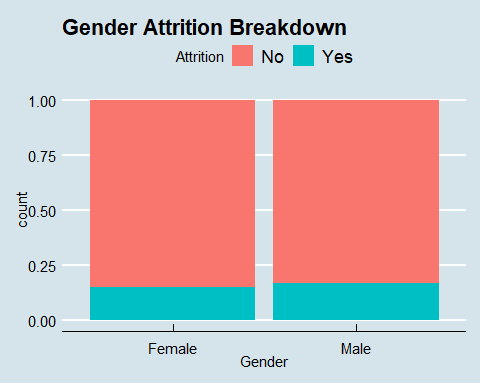 Gender Attrition Breakdown
Attrition No Yes
1.00
0.75
0.50
0.25
0.00
count
Female Male
Gender